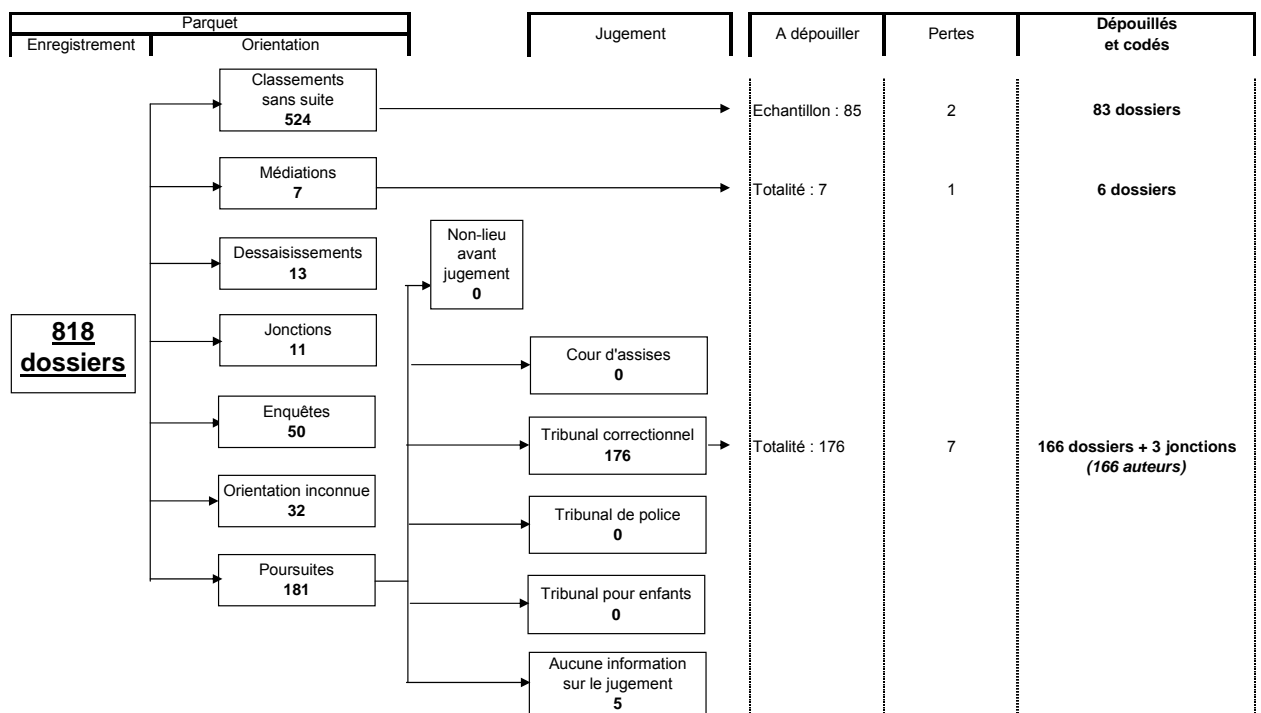 Parquet
Enregistrement
Orientation
Jugement
A dépouiller
Pertes
Dépouillés
et codés
Classements
sans suite
524
Echantillon : 85
2
83 dossiers
Médiations
7
Totalité : 7
1
6 dossiers
Dessaisissements
13
Non-lieu
avant
jugement
0
818
dossiers
Jonctions
11
Cour d'assises
0
Enquêtes
50
Tribunal correctionnel
176
Totalité : 176
7
166 dossiers + 3 jonctions
(166 auteurs)
Orientation inconnue
32
Tribunal de police
0
Poursuites
181
Tribunal pour enfants
0
Aucune information
sur le jugement
5